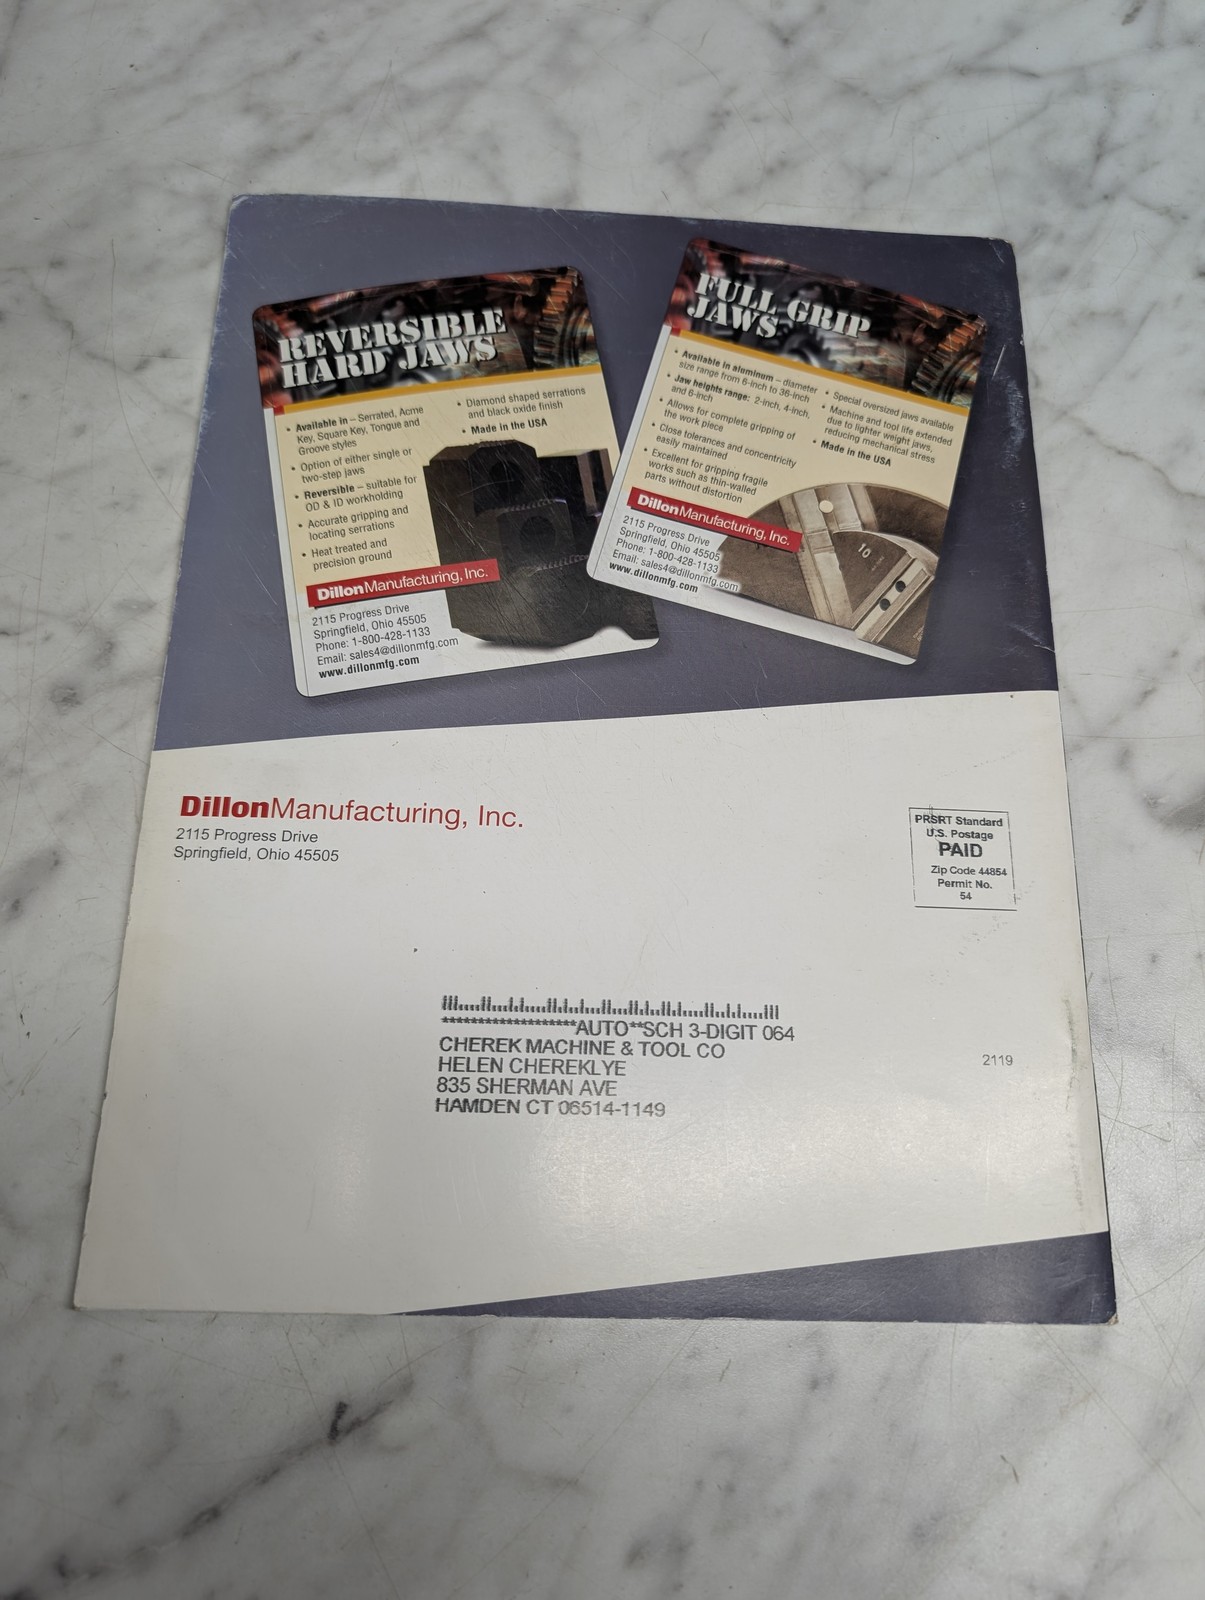 REVERSIBLE
HARD JAWS
• Available in – Serrated, Acme
Key, Square Key, Tongue and
Groove styles
• Option of either single or
two-step jaws
• Reversible – suitable for
OD & ID workholding
• Accurate gripping and
locating serrations
• Heat treated and
precision ground
• Diamond shaped serrations
and black oxide finish
• Made in the USA
DillonManufacturing, Inc.
2115 Progress Drive
Springfield, Ohio 45505
Phone: 1-800-428-1133
Email: sales4@dillonmfg.com
www.dillonmfg.com
FULL GRIP
JAWS
• Available in aluminum – diameter
size range from 6-inch to 36-inch
• Jaw heights range: 2-inch, 4-inch,
and 6-inch
• Allows for complete gripping of
the work piece
• Close tolerances and concentricity
easily maintained
• Excellent for gripping fragile
works such as thin-walled
parts without distortion
• Special oversized jaws available
• Machine and tool life extended
due to lighter weight jaws,
reducing mechanical stress
• Made in the USA
DillonManufacturing, Inc.
2115 Progress Drive
Springfield, Ohio 45505
Phone: 1-800-428-1133
Email: sales4@dillonmfg.com
www.dillonmfg.com
10
DillonManufacturing, Inc.
2115 Progress Drive
Springfield, Ohio 45505
PRSRT Standard
U.S. Postage
PAID
Zip Code 44854
Permit No.
54
*******************AUTO**SCH 3-DIGIT 064
CHEREK MACHINE & TOOL CO
HELEN CHEREKLYE
835 SHERMAN AVE
HAMDEN CT 06514-1149
2119